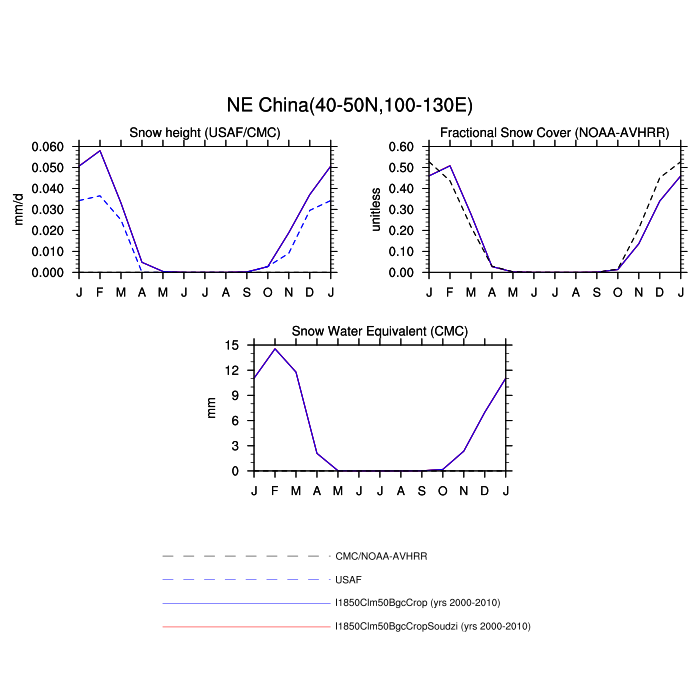 NE China(40-50N,100-130E)
Snow height (USAF/CMC)
0.060
0.050
0.040
0.030
0.020
0.010
0.000
mm/d
J F M A M J J A S O N D J
Fractional Snow Cover (NOAA-AVHRR)
0.60
0.50
0.40
0.30
0.20
0.10
0.00
unitless
J F M A M J J A S O N D J
Snow Water Equivalent (CMC)
15
12
9
6
3
0
mm
J F M A M J J A S O N D J
CMC/NOAA-AVHRR
USAF
I1850Clm50BgcCrop (yrs 2000-2010)
I1850Clm50BgcCropSoudzi (yrs 2000-2010)